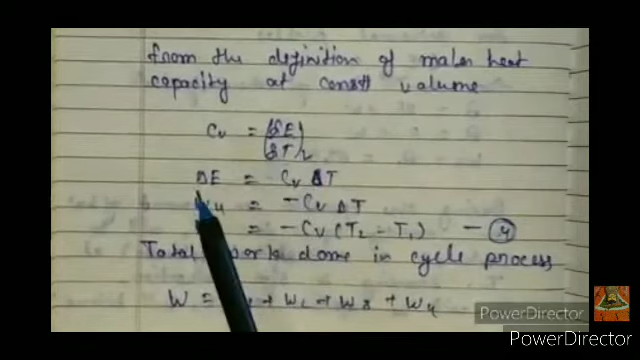 from the definition of molar heat
capacity at const volume
Cv = (δE/δT)v
ΔE = Cv ΔT
W4 = -Cv ΔT
= -Cv (T2 - T1) - (4)
Total work done in cycle process
W = + W2 + W3 + W4
PowerDirector
PowerDirector